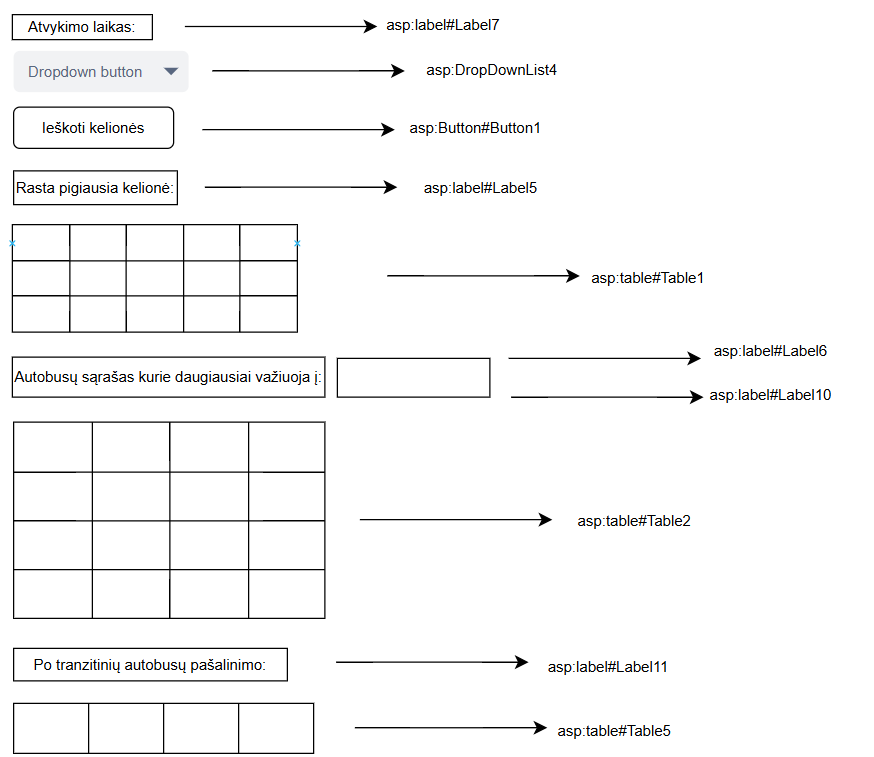 Atvykimo laikas:
asp:label#Label7
Dropdown button
asp:DropDownList4
Ieškoti kelionės
asp:Button#Button1
Rasta pigiausia kelionė:
asp:label#Label5
asp:table#Table1
Autobusų sąrašas kurie daugiausiai važiuoja į:
asp:label#Label6
asp:label#Label10
asp:table#Table2
Po tranzitinių autobusų pašalinimo:
asp:label#Label11
asp:table#Table5